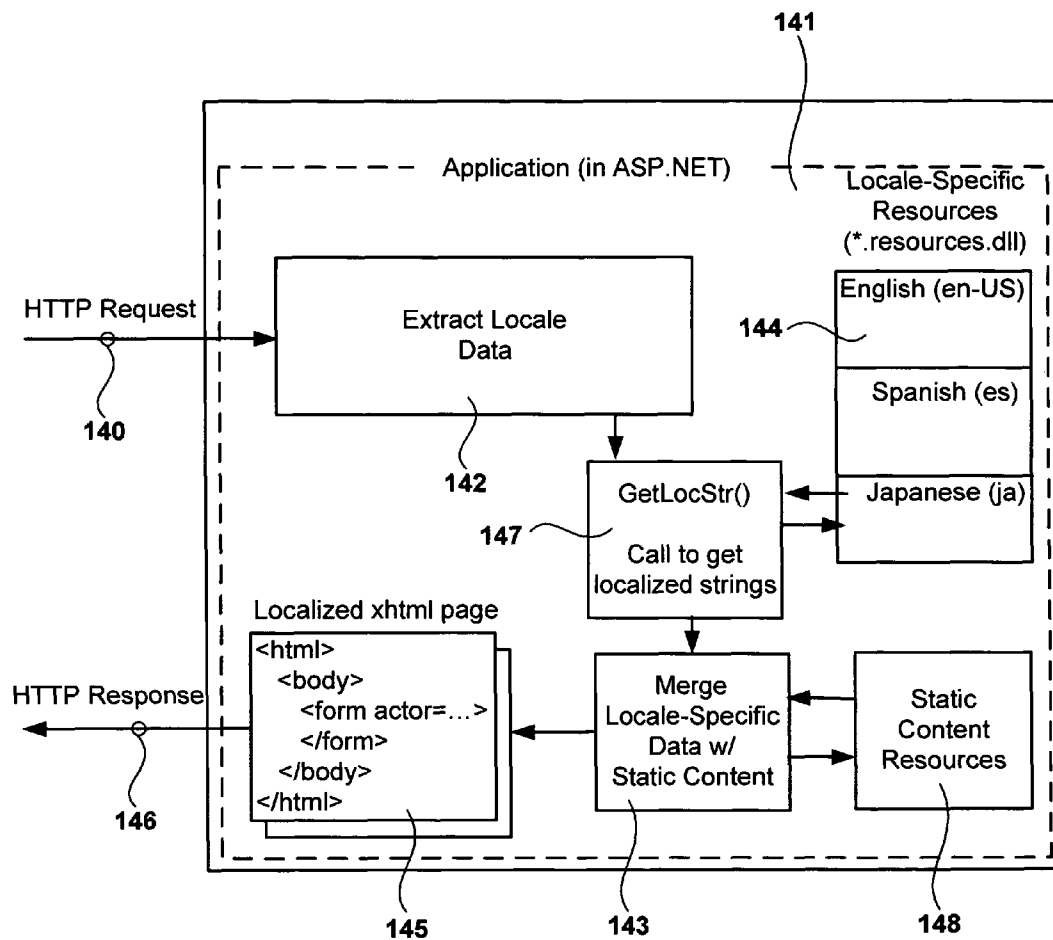 141
Application (in ASP.NET)
Locale-Specific
Resources
(*.resources.dll)
HTTP Request
140
Extract Locale
Data
142
English (en-US)
144
Spanish (es)
Japanese (ja)
GetLocStr()
147
Call to get
localized strings
Localized xhtml page
<html>
<body>
<form actor=...>
</form>
</body>
</html>
HTTP Response
146
Merge
Locale-Specific
Data w/
Static Content
Static
Content
Resources
145
143
148